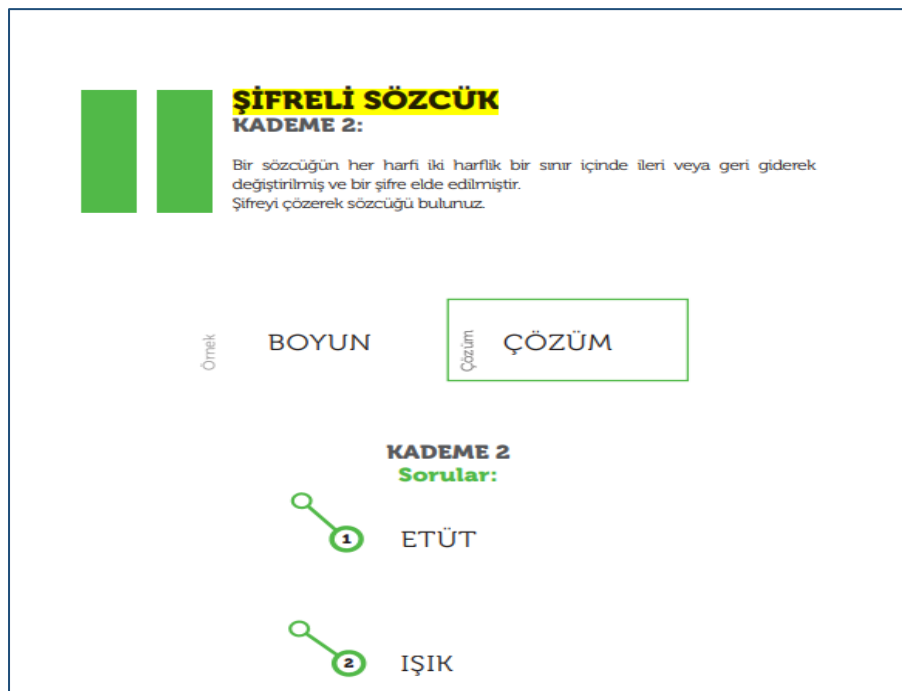 ŞİFRELİ SÖZCÜK
KADEME 2:
Bir sözcüğün her harfi iki harflik bir sınır içinde ileri veya geri giderek
değiştirilmiş ve bir şifre elde edilmiştir.
Şifreyi çözerek sözcüğü bulunuz.
Örnek
BOYUN
Çözüm
ÇÖZÜM
KADEME 2
Sorular:
1
ETÜT
2
IŞIK